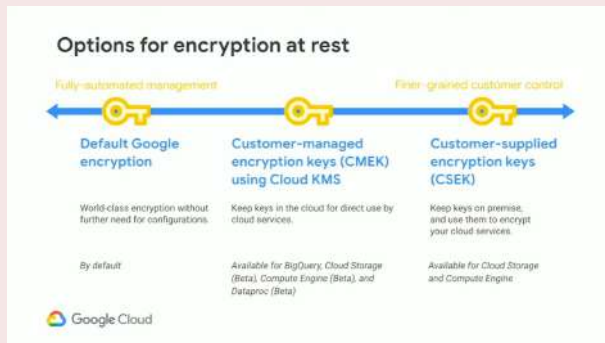 Options for encryption at rest
Fully-automated management
Finer-grained customer control
Default Google
encryption
World-class encryption without
further need for configurations.
By default
Customer-managed
encryption keys (CMEK)
using Cloud KMS
Keep keys in the cloud for direct use by
cloud services.
Available for BigQuery, Cloud Storage
(Beta), Compute Engine (Beta), and
Dataproc (Beta)
Customer-supplied
encryption keys
(CSEK)
Keep keys on premise,
and use them to encrypt
your cloud services.
Available for Cloud Storage
and Compute Engine
Google Cloud